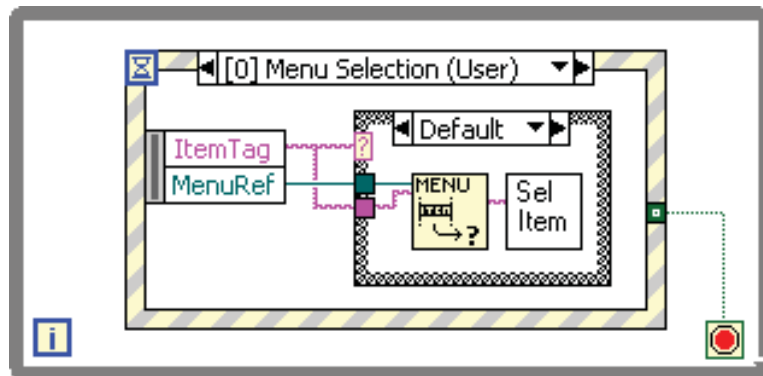 [0] Menu Selection (User)
Default
ItemTag
?
MenuRef
MENU
ITEM
?
Sel
Item
i